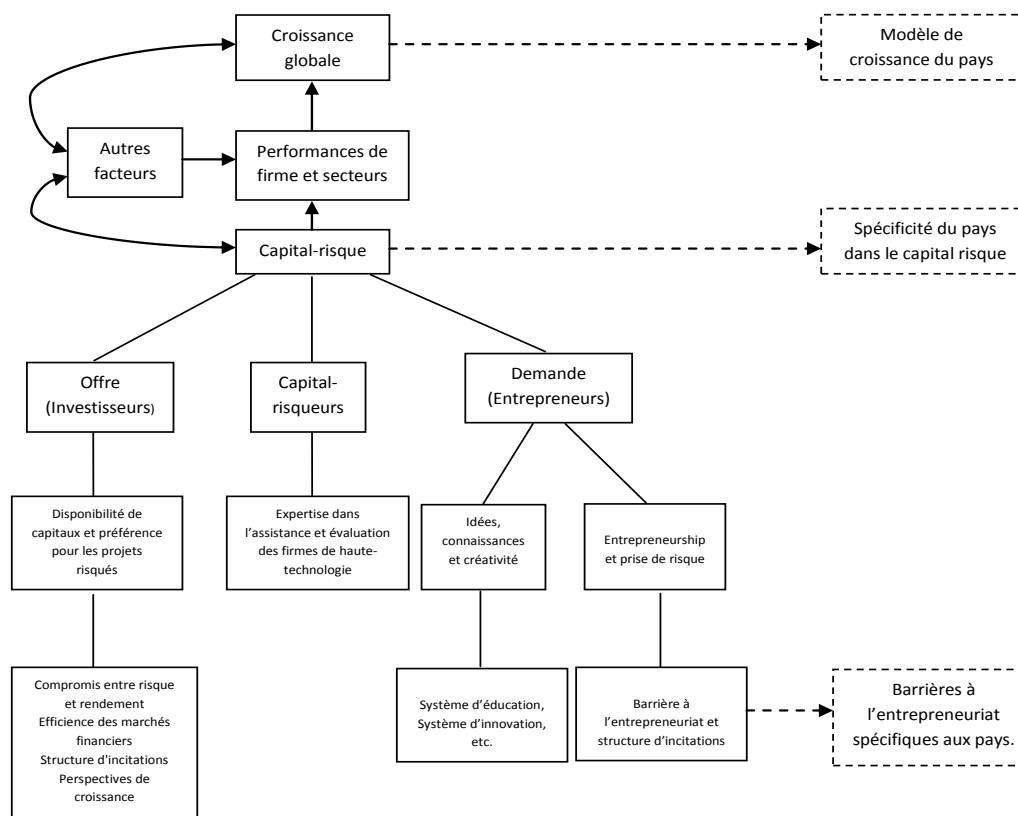 Croissance
globale
Modèle de
croissance du pays
Autres
facteurs
Performances de
firme et secteurs
Capital-risque
Spécificité du pays
dans le capital risque
Offre
(Investisseurs)
Capital-
risqueurs
Demande
(Entrepreneurs)
Disponibilité de
capitaux et préférence
pour les projets
risqués
Expertise dans
l’assistance et évaluation
des firmes de haute-
technologie
Idées,
connaissances
et créativité
Entrepreneurship
et prise de risque
Compromis entre risque
et rendement
Efficience des marchés
financiers
Structure d'incitations
Perspectives de
croissance
Système d’éducation,
Système d’innovation,
etc.
Barrière à
l’entrepreneuriat et
structure d’incitations
Barrières à
l’entrepreneuriat
spécifiques aux pays.